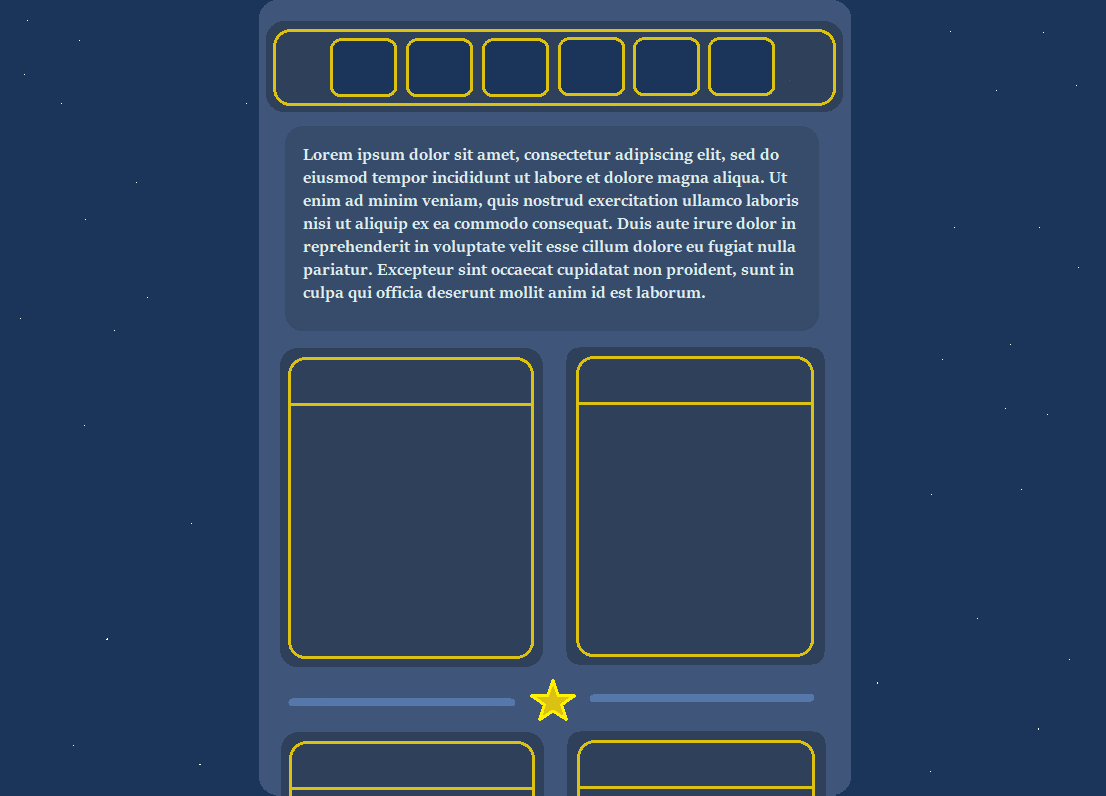 Lorem ipsum dolor sit amet, consectetur adipiscing elit, sed do
eiusmod tempor incididunt ut labore et dolore magna aliqua. Ut
enim ad minim veniam, quis nostrud exercitation ullamco laboris
nisi ut aliquip ex ea commodo consequat. Duis aute irure dolor in
reprehenderit in voluptate velit esse cillum dolore eu fugiat nulla
pariatur. Excepteur sint occaecat cupidatat non proident, sunt in
culpa qui officia deserunt mollit anim id est laborum.